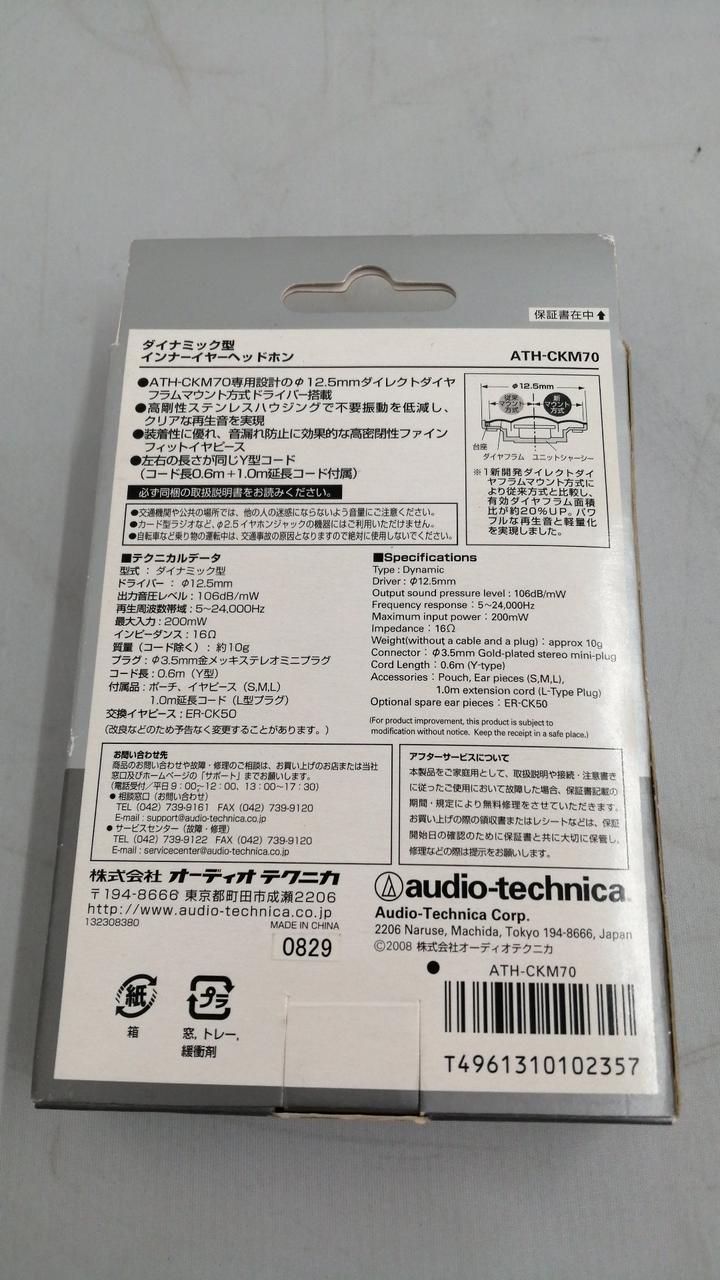 保証書在中⬆
ダイナミック型
インナーイヤーヘッドホン
ATH-CKM70
●ATH-CKM70専用設計のφ12.5mmダイレクトダイヤ
フラムマウント方式ドライバー搭載
●高剛性ステンレスハウジングで不要振動を低減し、
クリアな再生音を実現
●装着性に優れ、音漏れ防止に効果的な高密閉性ファイン
フィットイヤピース
●左右の長さが同じY型コード
(コード長0.6m+1.0m延長コード付属)
必ず同梱の取扱説明書をお読みください。
●交通機関や公共の場所では、他の人の迷惑にならないよう音量にご注意ください。
●カード型ラジオなど、φ2.5イヤホンジャックの機器にはご利用いただけません。
●自転車など乗り物の運転中は、交通事故の原因となりますので絶対に使用しないでください。
φ12.5mm
従来
マウント
方式
新
マウント
方式
台座
ダイヤフラム ユニットシャーシー
※1新開発ダイレクトダイ
ヤフラムマウント方式に
より従来方式と比較し、
有効ダイヤフラム面積
比が約20%UP。パワ
フルな再生音と軽量化
を実現しました。
■テクニカルデータ
型式:ダイナミック型
ドライバー:φ12.5mm
出力音圧レベル:106dB/mW
再生周波数帯域:5~24,000Hz
最大入力:200mW
インピーダンス:16Ω
質量(コード除く):約10g
プラグ:φ3.5mm金メッキステレオミニプラグ
コード長:0.6m(Y型)
付属品:ポーチ、イヤピース(S,M,L)
1.0m延長コード(L型プラグ)
交換イヤピース:ER-CK50
(改良などのため予告なく変更することがあります。)
■Specifications
Type:Dynamic
Driver:φ12.5mm
Output sound pressure level:106dB/mW
Frequency response:5~24,000Hz
Maximum input power:200mW
Impedance:16Ω
Weight(without a cable and a plug):approx 10g
Connector:φ3.5mm Gold-plated stereo mini-plug
Cord Length:0.6m (Y-type)
Accessories:Pouch, Ear pieces (S,M,L),
1.0m extension cord (L-Type Plug)
Optional spare ear pieces:ER-CK50
(For product improvement, this product is subject to
modification without notice. Keep the receipt in a safe place.)
お問い合わせ先
商品のお問い合わせや故障・修理のご相談は、お買い上げのお店または当社
窓口及びホームページの「サポート」までお願いします。
(電話受付/平日9:00~12:00、13:00~17:30)
●相談窓口(お問い合わせ)
TEL (042) 739-9161 FAX (042) 739-9120
E-mail : support@audio-technica.co.jp
●サービスセンター(故障・修理)
TEL (042) 739-9122 FAX (042) 739-9120
E-mail : servicecenter@audio-technica.co.jp
アフターサービスについて
本製品をご家庭用として、取扱説明や接続・注意書き
に従ったご使用において故障した場合、保証書記載の
期間・規定により無料修理をさせていただきます。
お買い上げの際の領収書またはレシートなどは、保証
開始日の確認のために保証書と共に大切に保管し、
修理などの際は提示をお願いします。
株式会社 オーディオテクニカ
〒194-8666 東京都町田市成瀬2206
http://www.audio-technica.co.jp
132308380
MADE IN CHINA
0829
audio-technica.
Audio-Technica Corp.
2206 Naruse, Machida, Tokyo 194-8666, Japan
©2008 株式会社オーディオテクニカ
ATH-CKM70
紙
箱
プラ
窓,トレー,
緩衝剤
T4961310102357